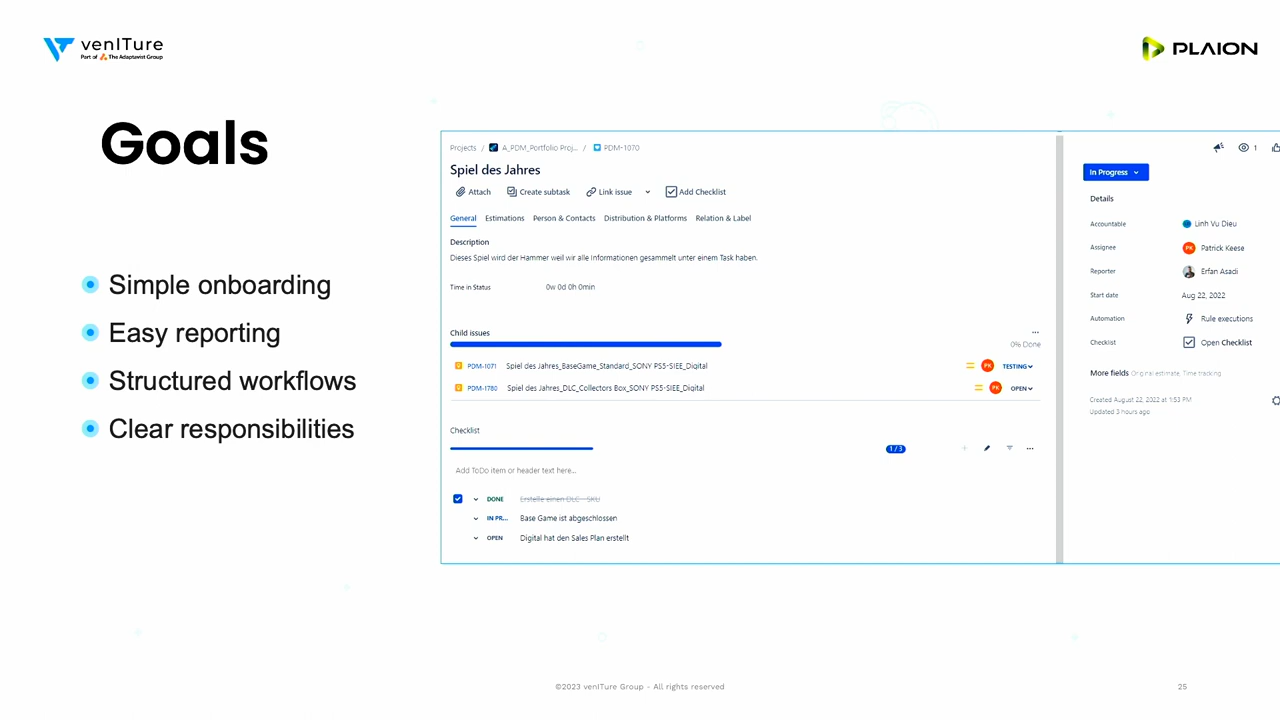 venITure
Part of The Adaptavist Group
PLAION
Goals
Simple onboarding
Easy reporting
Structured workflows
Clear responsibilities
Projects / A_PDM_Portfolio Proj... / PDM-1070
Spiel des Jahres
Attach Create subtask Link issue Add Checklist
General Estimations Person & Contacts Distribution & Platforms Relation & Label
Description
Dieses Spiel wird der Hammer weil wir alle Informationen gesammelt unter einem Task haben.
Time in Status 0w 0d 0h 0min
Child issues
0% Done
PDM-1071 Spiel des Jahres_BaseGame_Standard_SONY PS5-SIEE_Digital PK TESTING
PDM-1780 Spiel des Jahres_DLC_Collectors Box_SONY PS5-SIEE_Digital PK OPEN
Checklist
1 / 3
Add ToDo item or header text here...
DONE Erstelle einen DLC - SKU
IN PR... Base Game ist abgeschlossen
OPEN Digital hat den Sales Plan erstellt
1
In Progress
Details
Accountable Linh Vu Dieu
Assignee PK Patrick Keese
Reporter Erfan Asadi
Start date Aug 22, 2022
Automation Rule executions
Checklist Open Checklist
More fields Original estimate, Time tracking
Created August 22, 2022 at 1:53 PM
Updated 3 hours ago
©2023 venITure Group - All rights reserved
25